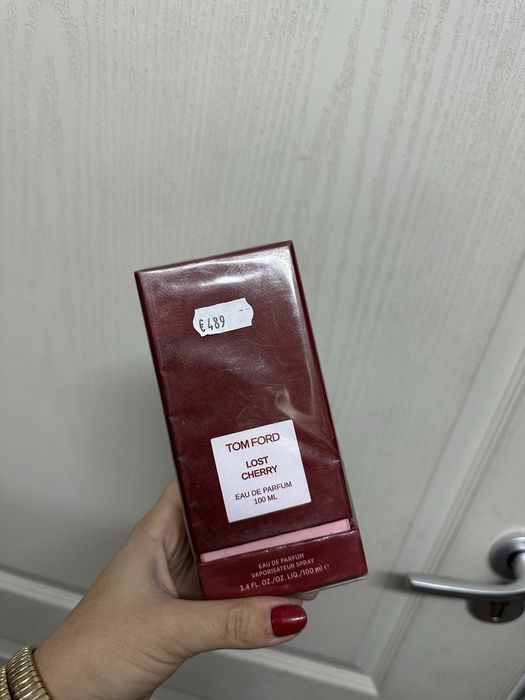 € 489
TOM FORD
LOST
CHERRY
EAU DE PARFUM
100 ML
EAU DE PARFUM
VAPORISATEUR SPRAY
3.4 FL. OZ./OZ. LIQ./100 ml ℮